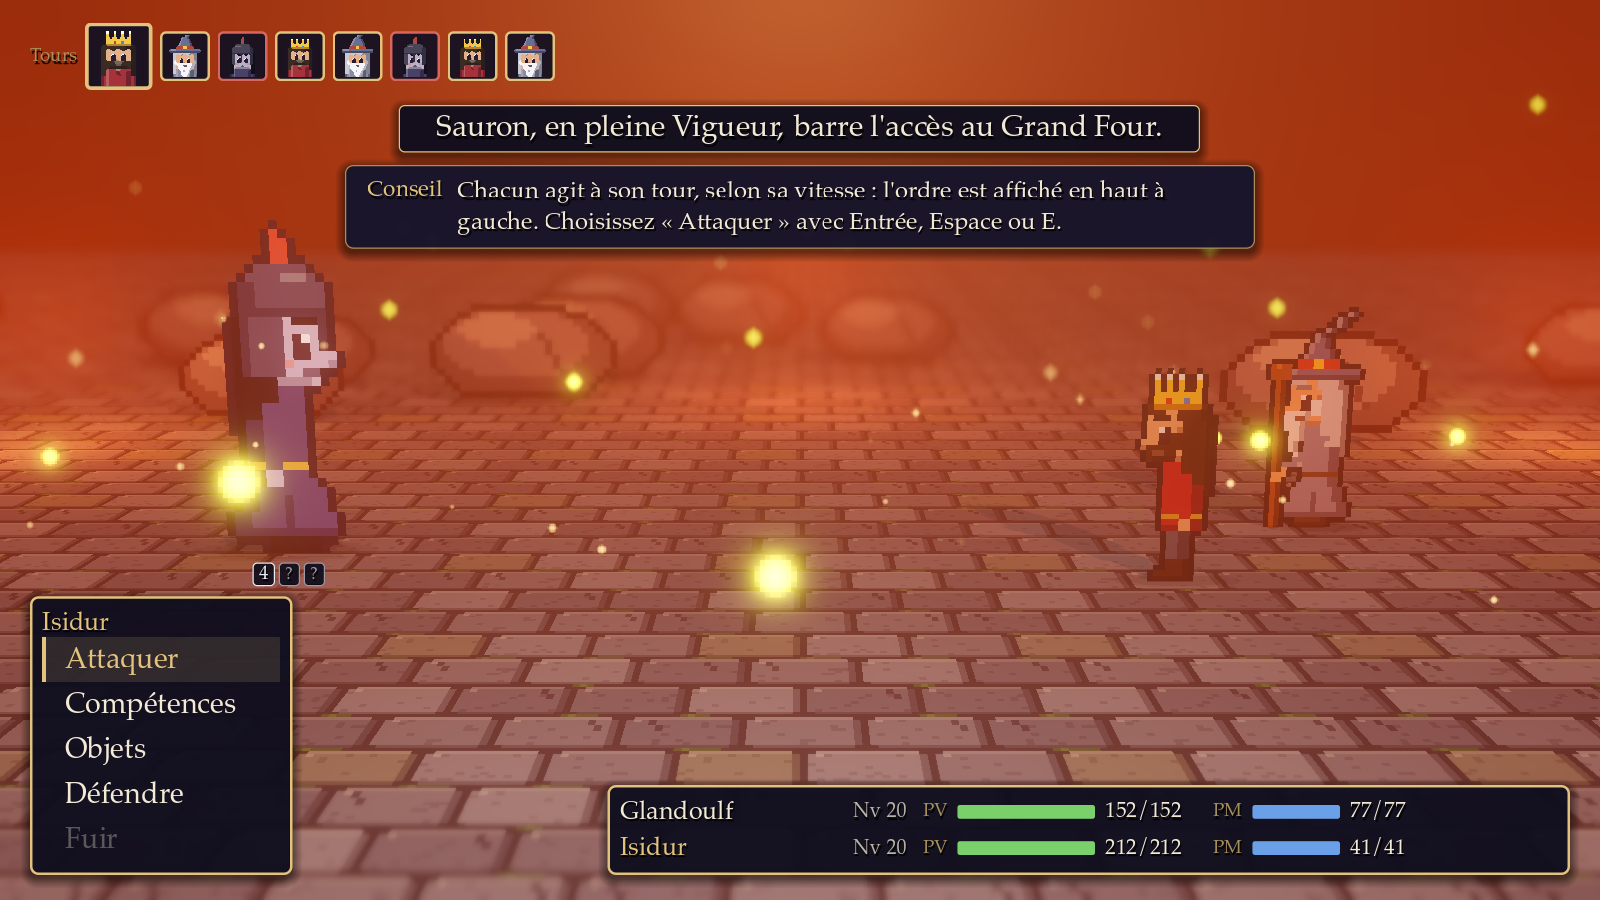 Tours
Sauron, en pleine Vigueur, barre l'accès au Grand Four.
Conseil Chacun agit à son tour, selon sa vitesse : l'ordre est affiché en haut à
gauche. Choisissez « Attaquer » avec Entrée, Espace ou E.
4 ? ?
Isidur
Attaquer
Compétences
Objets
Défendre
Fuir
Glandoulf Nv 20 PV 152/152 PM 77/77
Isidur Nv 20 PV 212/212 PM 41/41